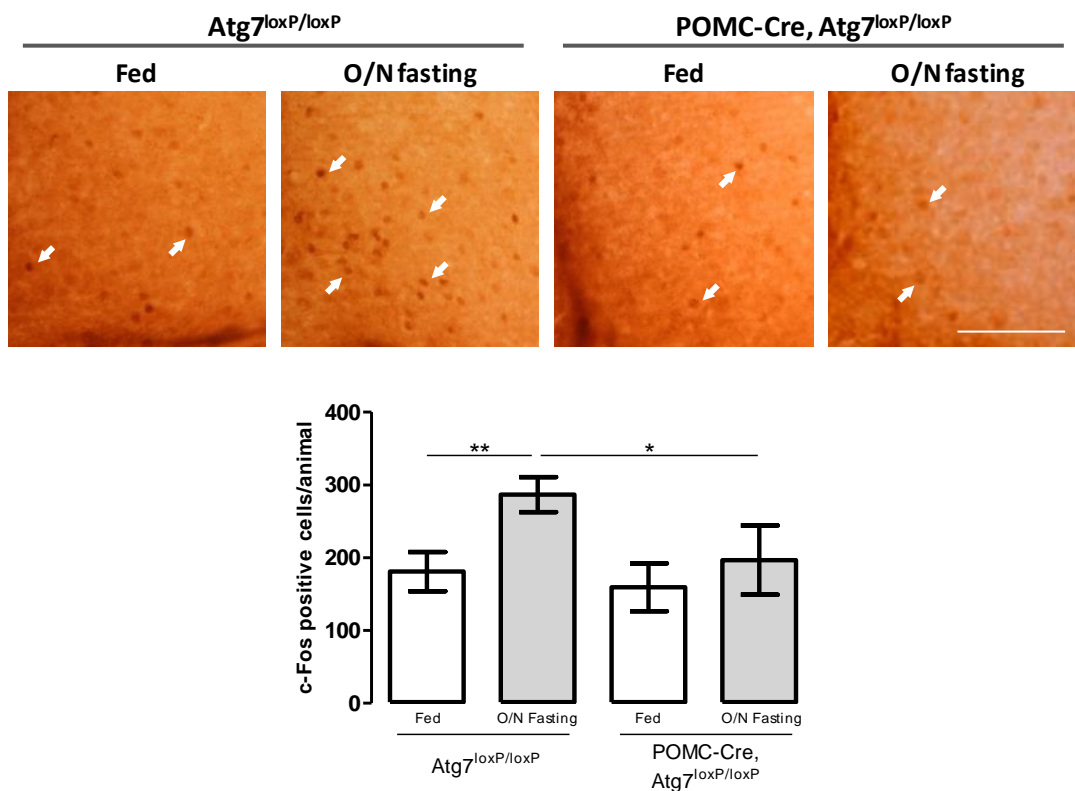 Atg7loxP/loxP
POMC-Cre, Atg7loxP/loxP
Fed
O/N fasting
Fed
O/N fasting
400
300
200
100
0
c-Fos positive cells/animal
**
*
Fed
O/N Fasting
Fed
O/N Fasting
Atg7loxP/loxP
POMC-Cre,
Atg7loxP/loxP